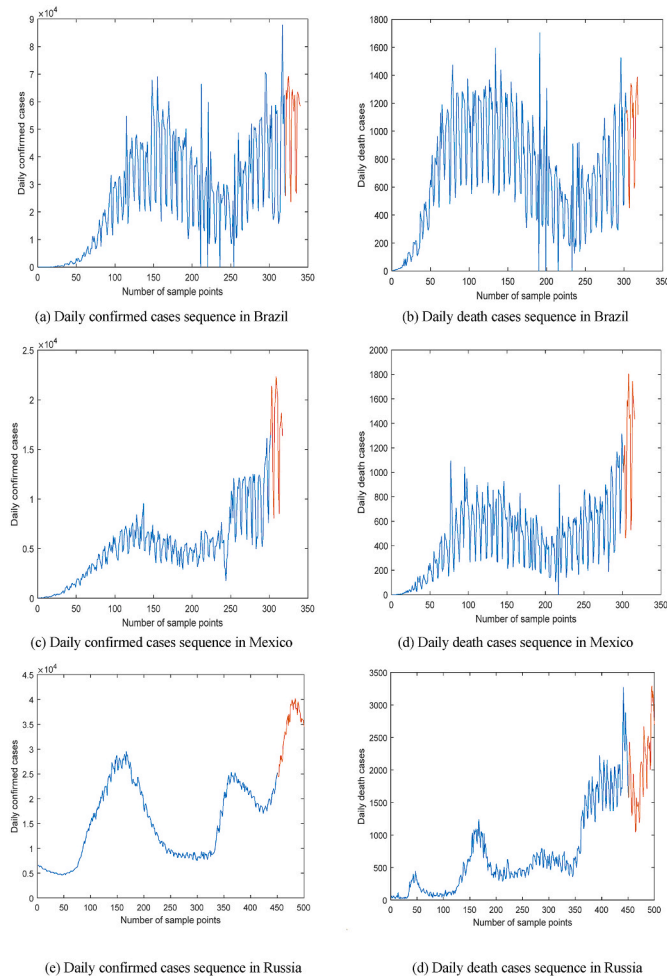 ×10⁴
9
8
7
6
5
4
3
2
1
0
Daily confirmed cases
0 50 100 150 200 250 300 350
Number of sample points
(a) Daily confirmed cases sequence in Brazil
1800
1600
1400
1200
1000
800
600
400
200
0
Daily death cases
0 50 100 150 200 250 300 350
Number of sample points
(b) Daily death cases sequence in Brazil
×10⁴
2.5
2
1.5
1
0.5
0
Daily confirmed cases
0 50 100 150 200 250 300 350
Number of sample points
(c) Daily confirmed cases sequence in Mexico
2000
1800
1600
1400
1200
1000
800
600
400
200
0
Daily death cases
0 50 100 150 200 250 300 350
Number of sample points
(d) Daily death cases sequence in Mexico
×10⁴
4.5
4
3.5
3
2.5
2
1.5
1
0.5
0
Daily confirmed cases
0 50 100 150 200 250 300 350 400 450 500
Number of sample points
(e) Daily confirmed cases sequence in Russia
3500
3000
2500
2000
1500
1000
500
0
Daily death cases
0 50 100 150 200 250 300 350 400 450 500
Number of sample points
(d) Daily death cases sequence in Russia